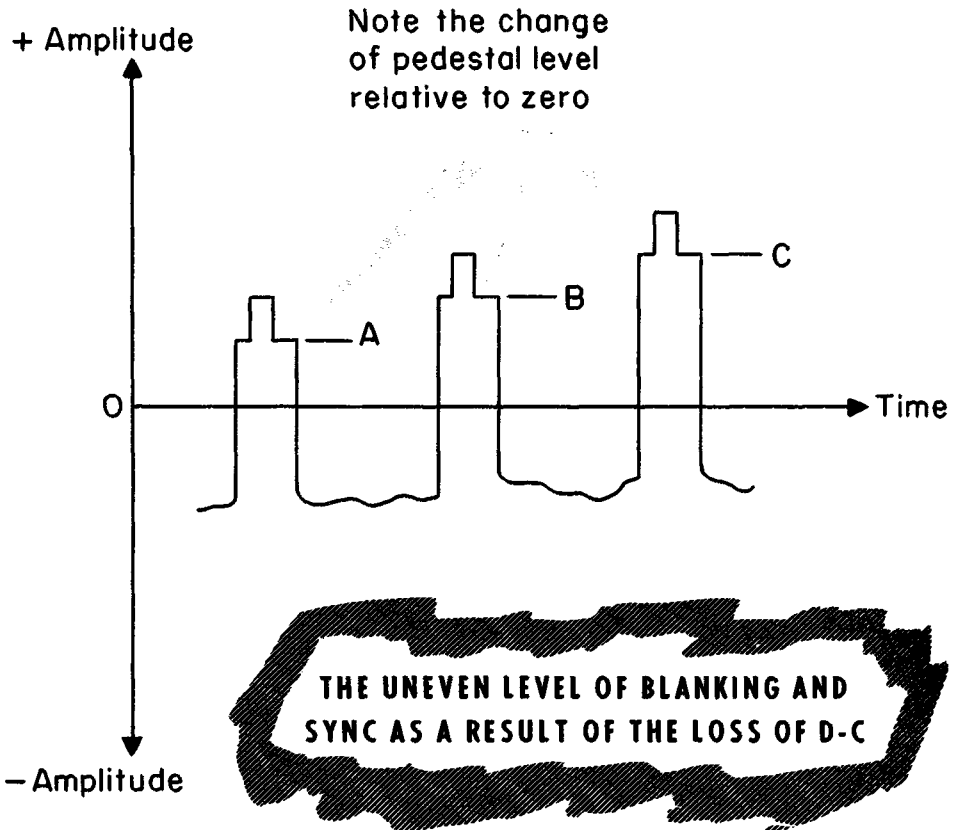 + Amplitude
Note the change
of pedestal level
relative to zero
C
B
A
O
Time
THE UNEVEN LEVEL OF BLANKING AND
SYNC AS A RESULT OF THE LOSS OF D-C
– Amplitude